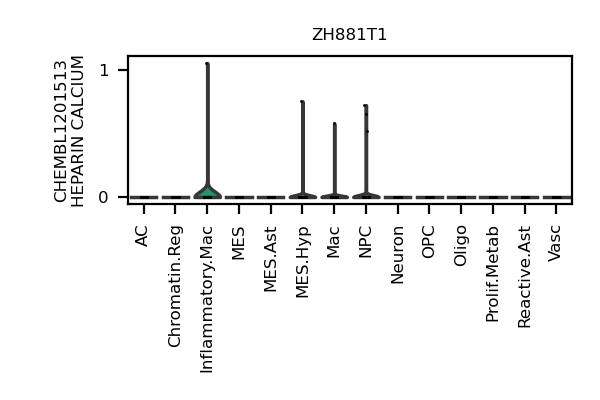 ZH881T1
CHEMBL1201513
HEPARIN CALCIUM
1
0
AC
Chromatin.Reg
Inflammatory.Mac
MES
MES.Ast
MES.Hyp
Mac
NPC
Neuron
OPC
Oligo
Prolif.Metab
Reactive.Ast
Vasc